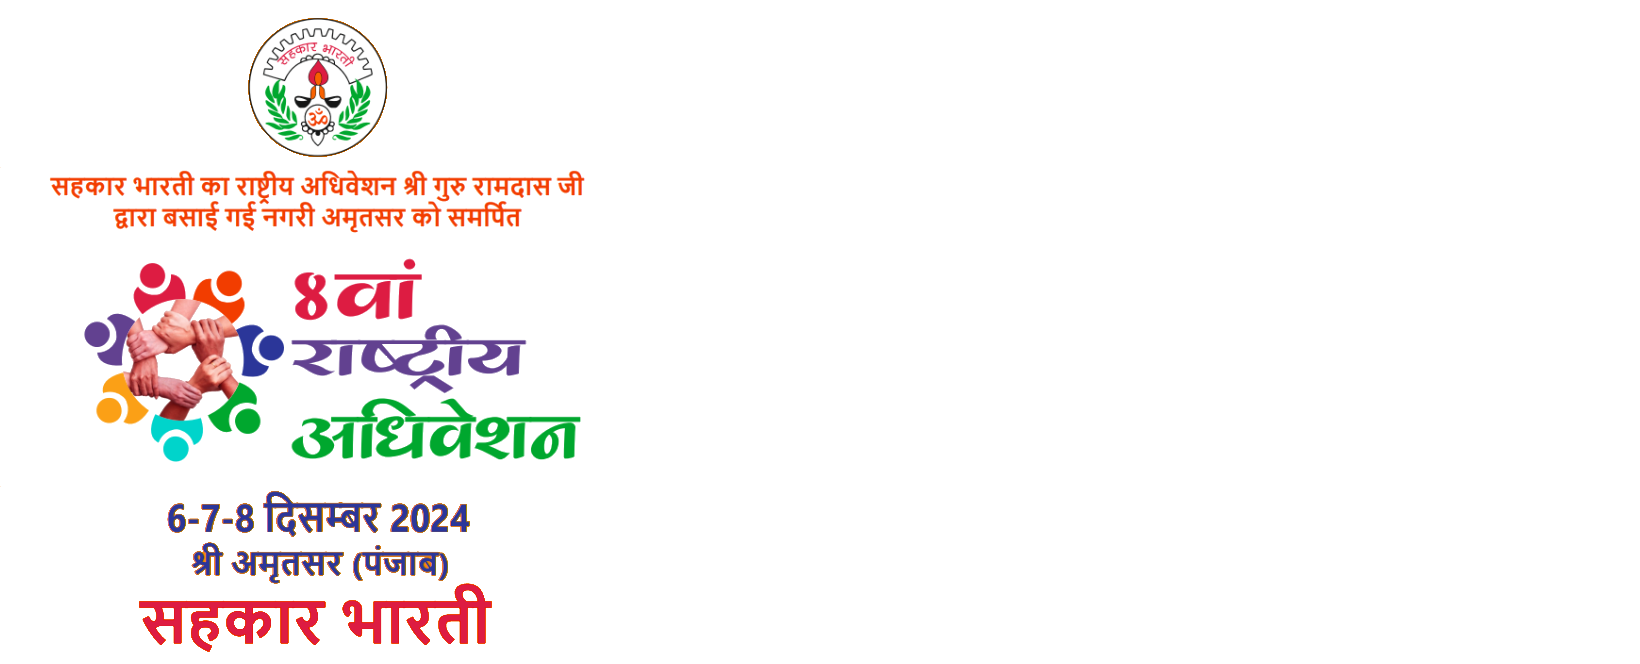 सहकार भारती
ॐ
सहकार भारती का राष्ट्रीय अधिवेशन श्री गुरु रामदास जी
द्वारा बसाई गई नगरी अमृतसर को समर्पित
8वां
राष्ट्रीय
अधिवेशन
6-7-8 दिसम्बर 2024
श्री अमृतसर (पंजाब)
सहकार भारती